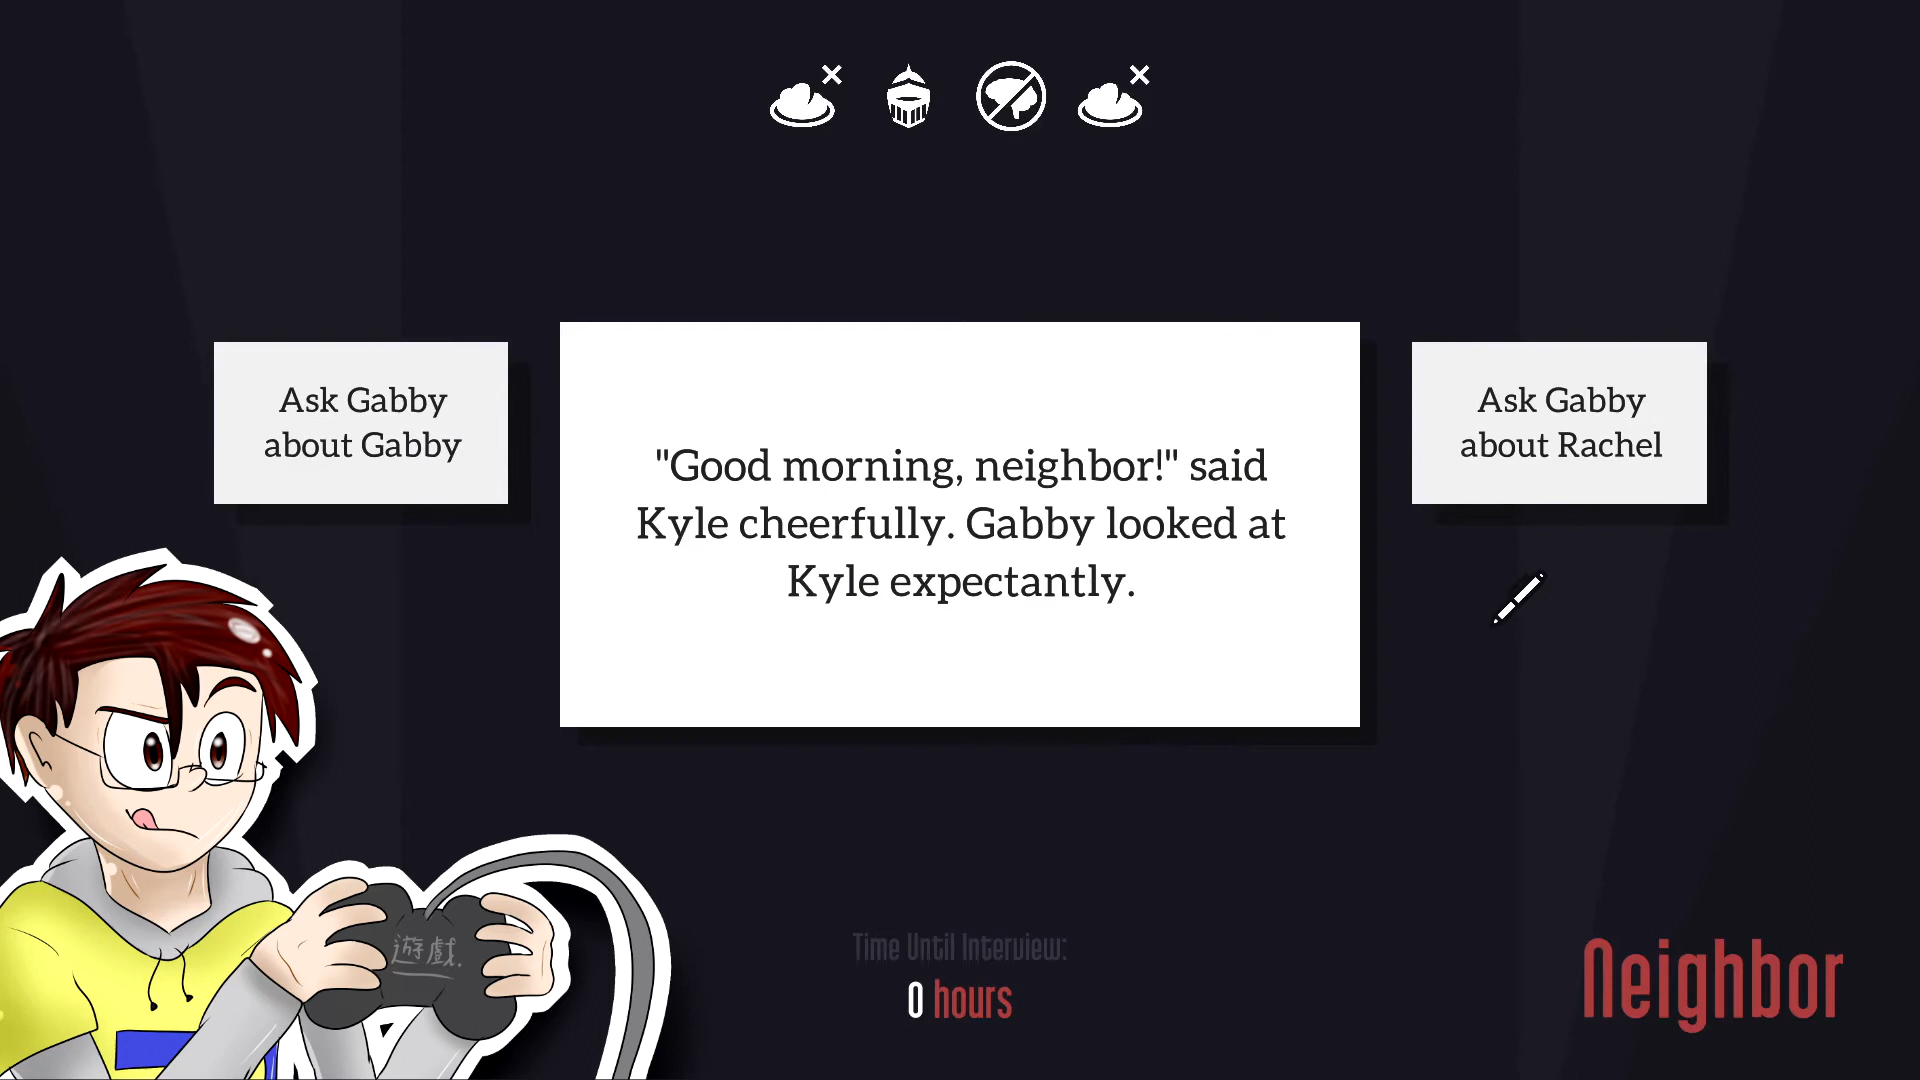 Ask Gabby
about Gabby
"Good morning, neighbor!" said
Kyle cheerfully. Gabby looked at
Kyle expectantly.
Ask Gabby
about Rachel
遊戲.
Time Until Interview:
0 hours
Neighbor